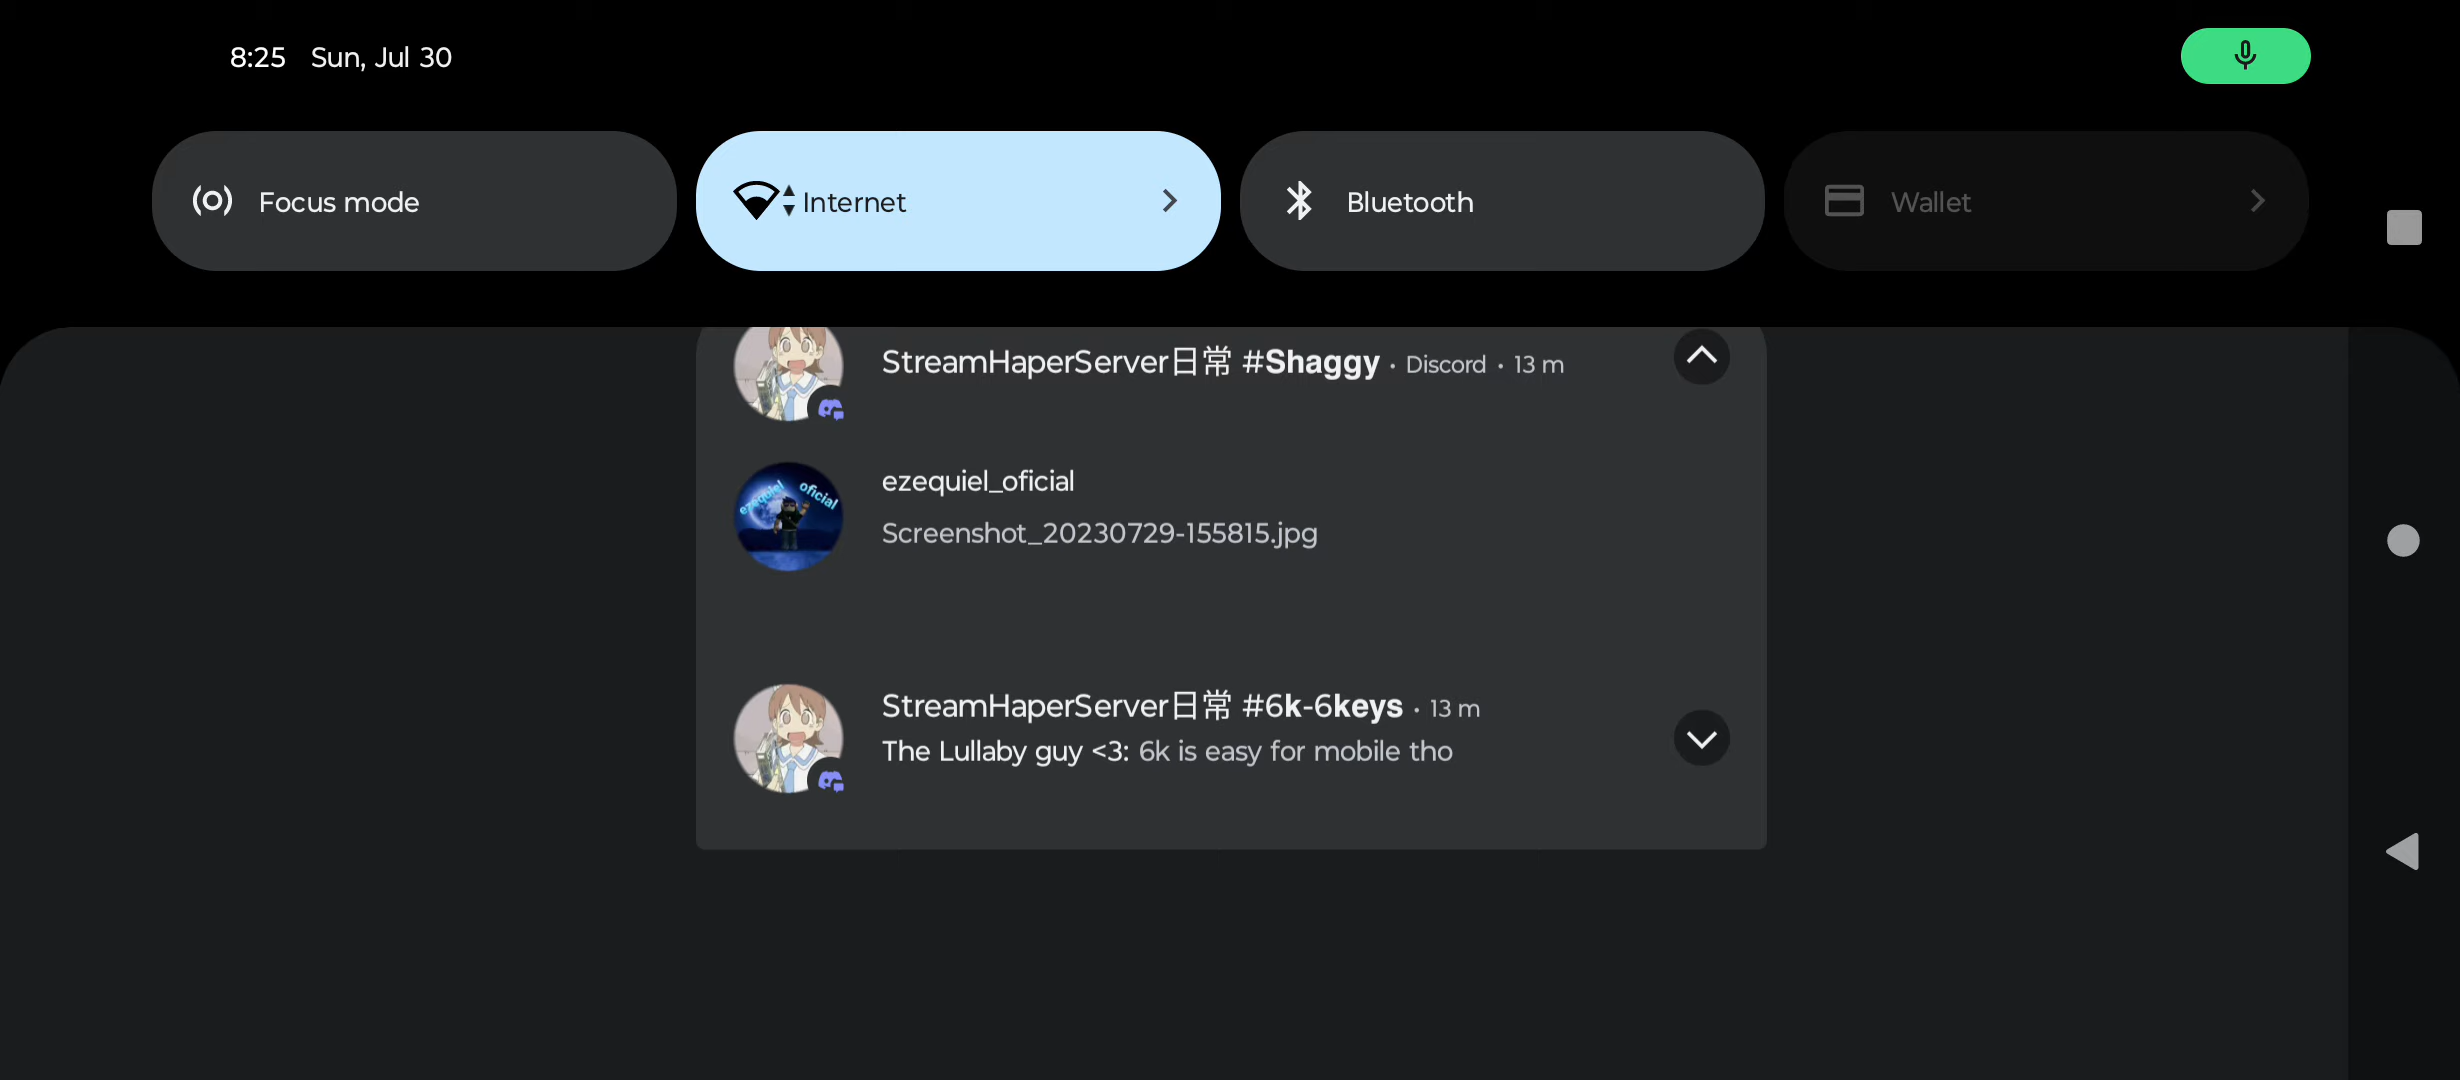 8:25 Sun, Jul 30
Focus mode
Internet
Bluetooth
Wallet
StreamHaperServer日常 #Shaggy • Discord • 13 m
ezequiel oficial
ezequiel_oficial
Screenshot_20230729-155815.jpg
StreamHaperServer日常 #6k-6keys • 13 m
The Lullaby guy <3: 6k is easy for mobile tho